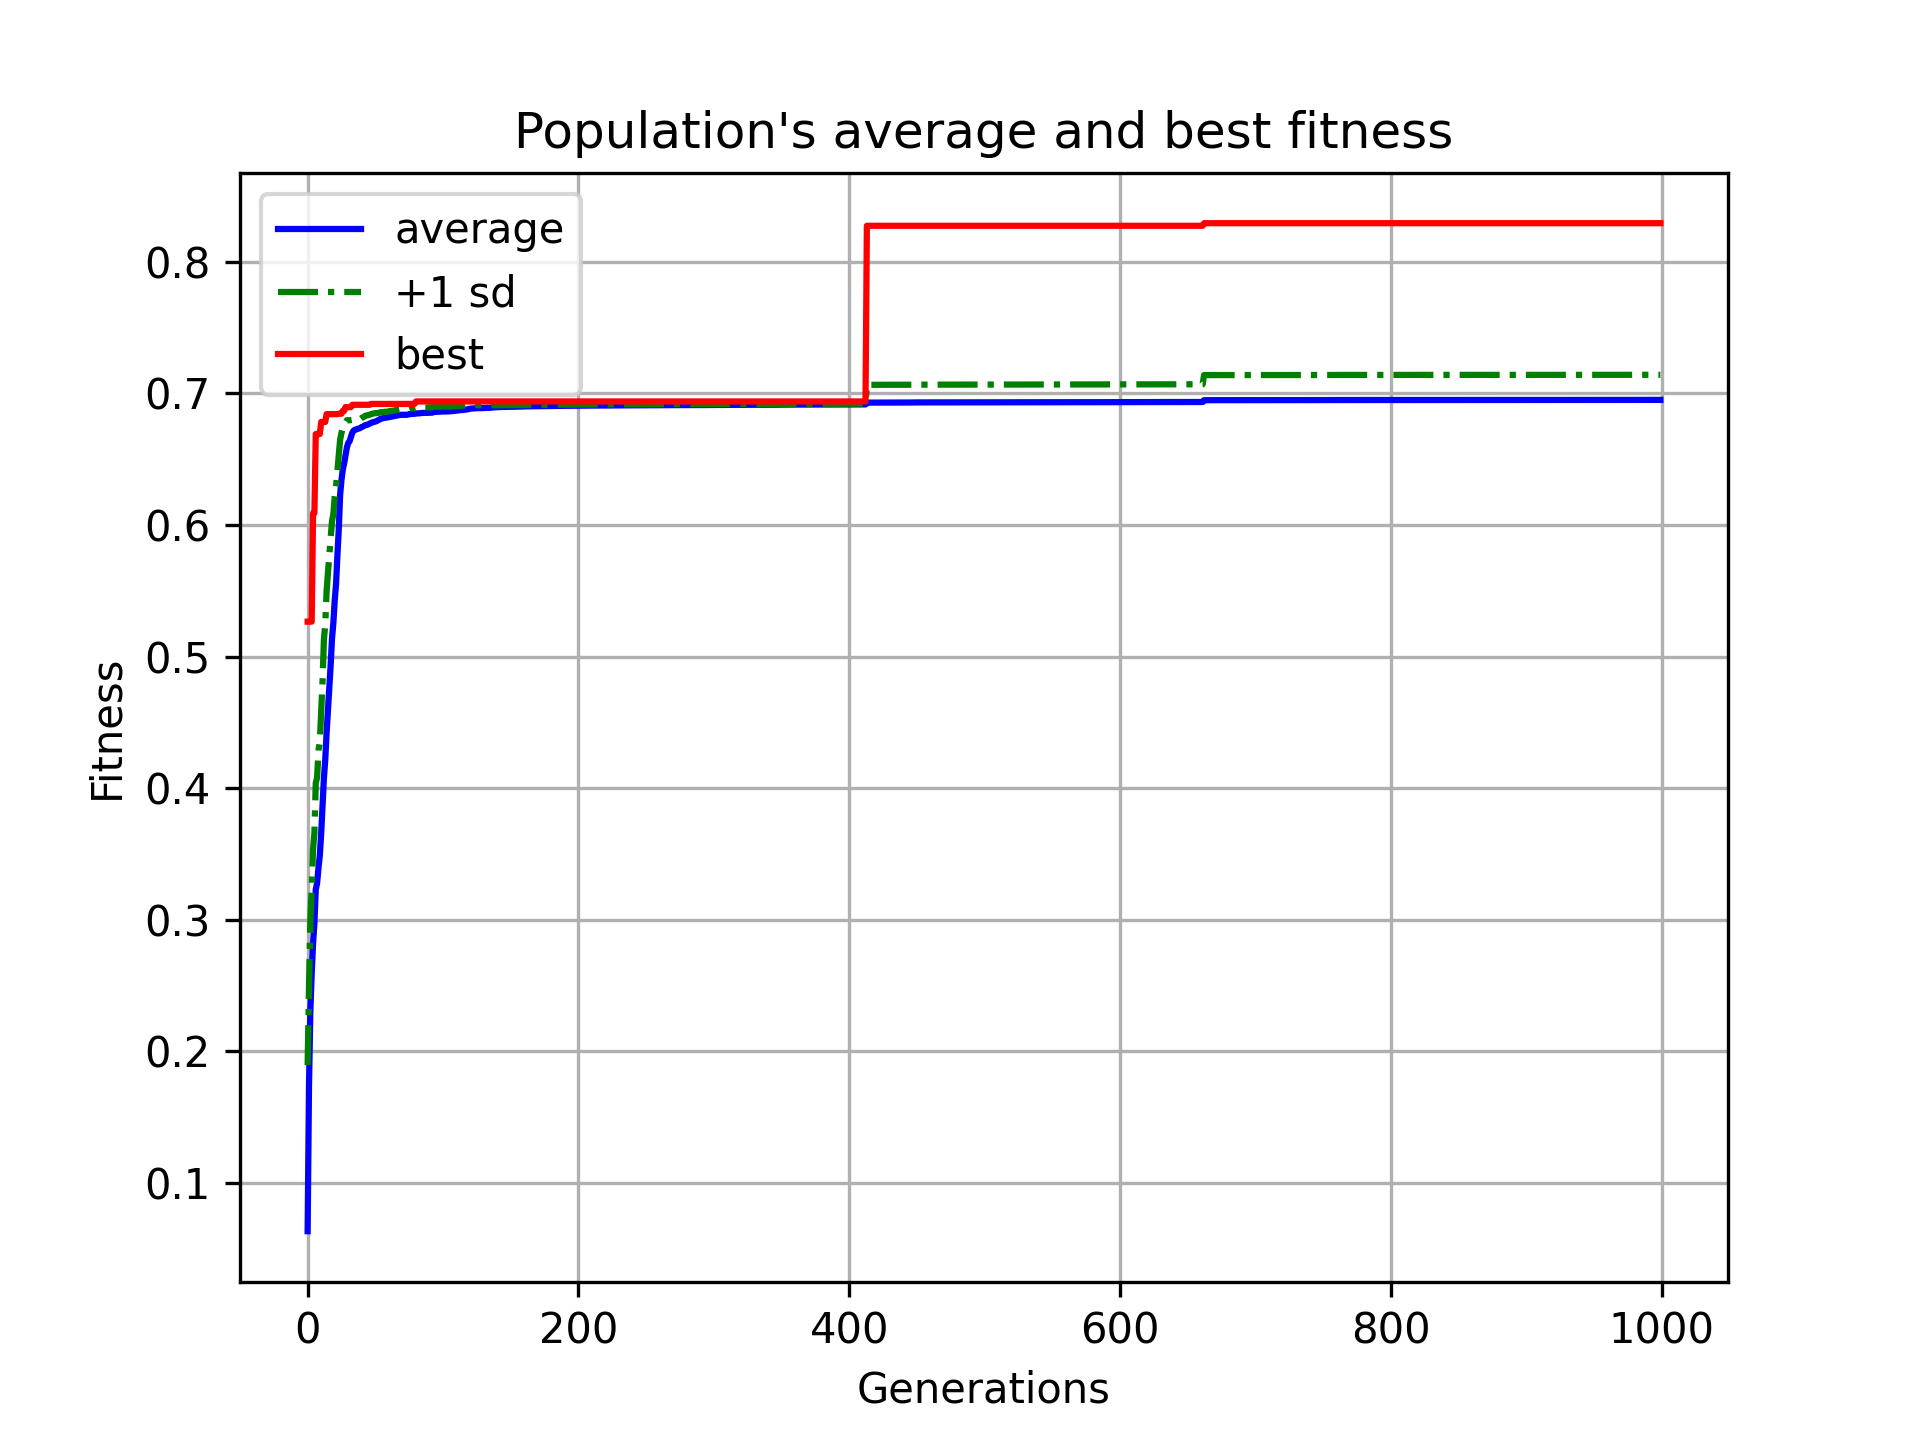 Population's average and best fitness
average
+1 sd
best
0.8
0.7
0.6
0.5
0.4
0.3
0.2
0.1
Fitness
0 200 400 600 800 1000
Generations